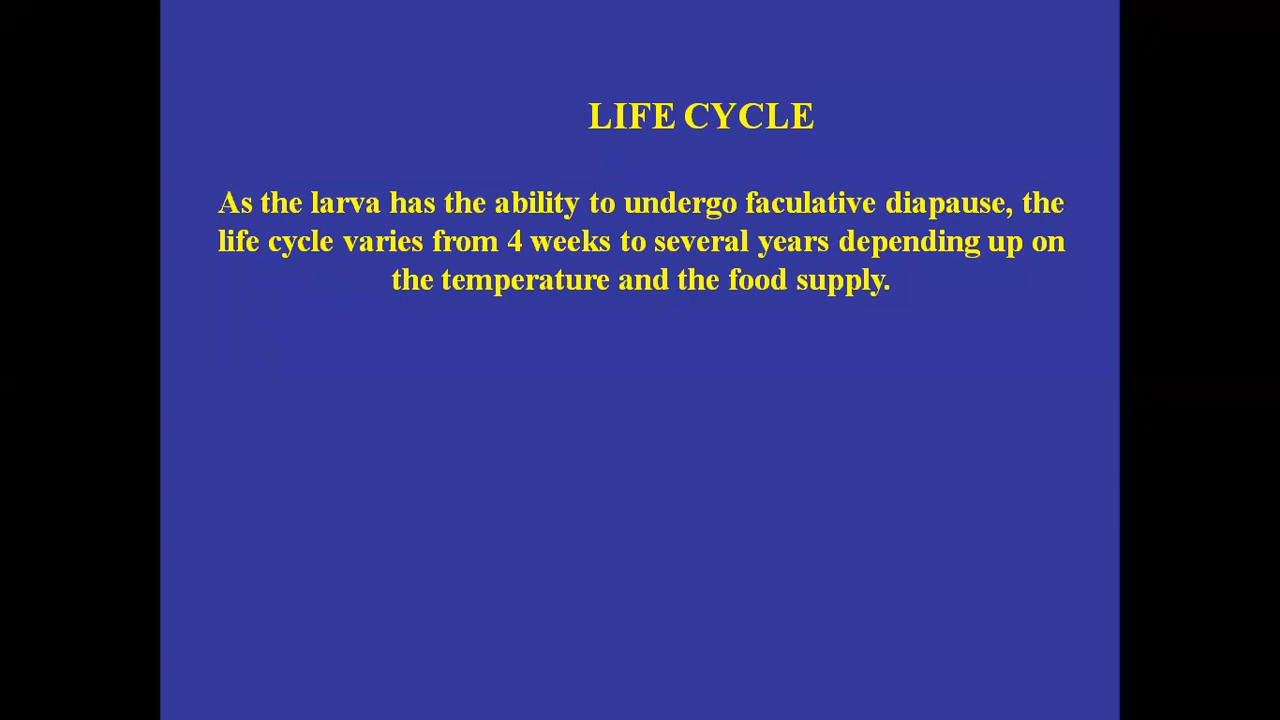 LIFE CYCLE
As the larva has the ability to undergo faculative diapause, the
life cycle varies from 4 weeks to several years depending up on
the temperature and the food supply.